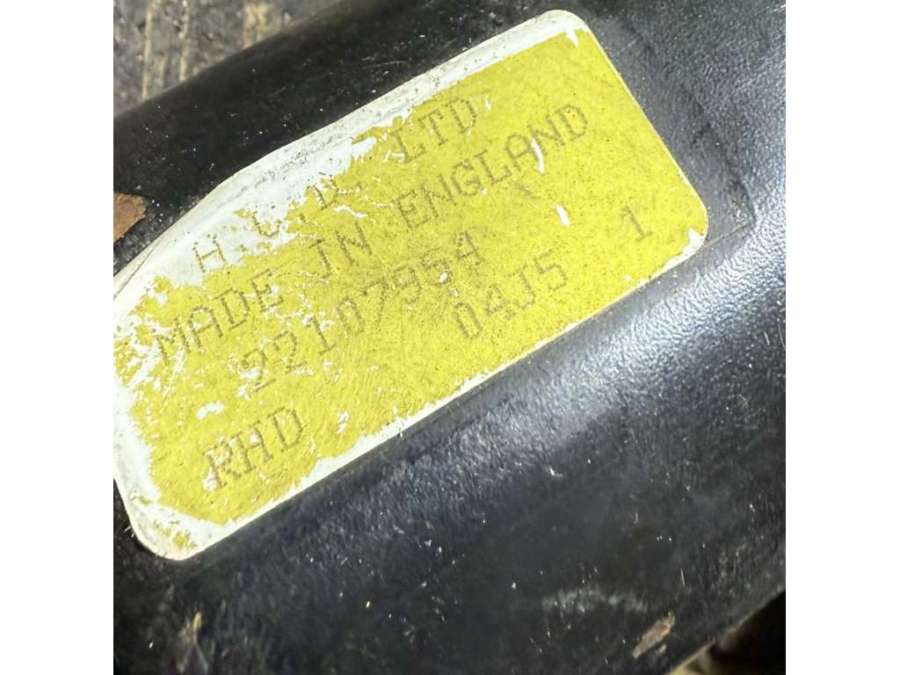 H.C.D. LTD
MADE IN ENGLAND
22107954
04J5 1
RHD